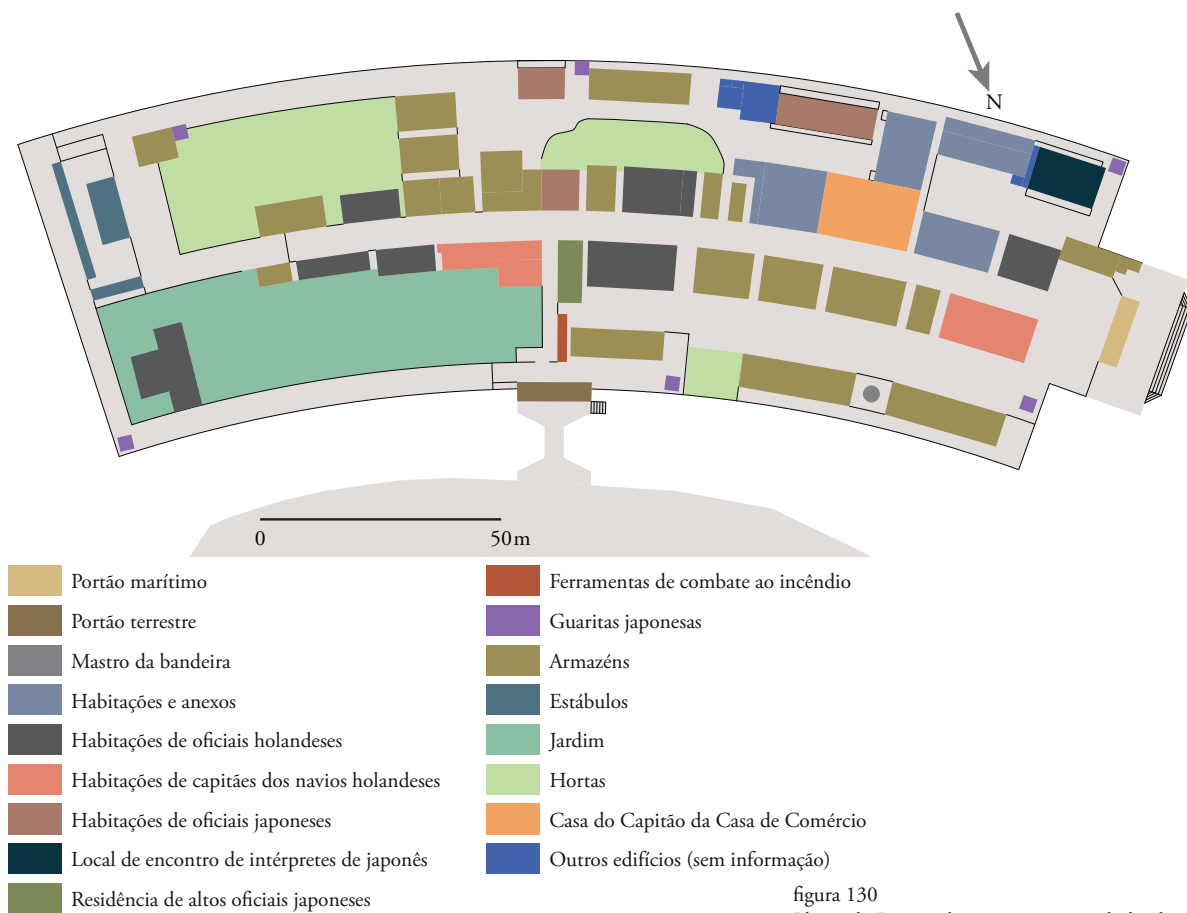 N
0
50 m
Portão marítimo
Portão terrestre
Mastro da bandeira
Habitações e anexos
Habitações de oficiais holandeses
Habitações de capitães dos navios holandeses
Habitações de oficiais japoneses
Local de encontro de intérpretes de japonês
Residência de altos oficiais japoneses
Ferramentas de combate ao incêndio
Guaritas japonesas
Armazéns
Estábulos
Jardim
Hortas
Casa do Capitão da Casa de Comércio
Outros edifícios (sem informação)
figura 130